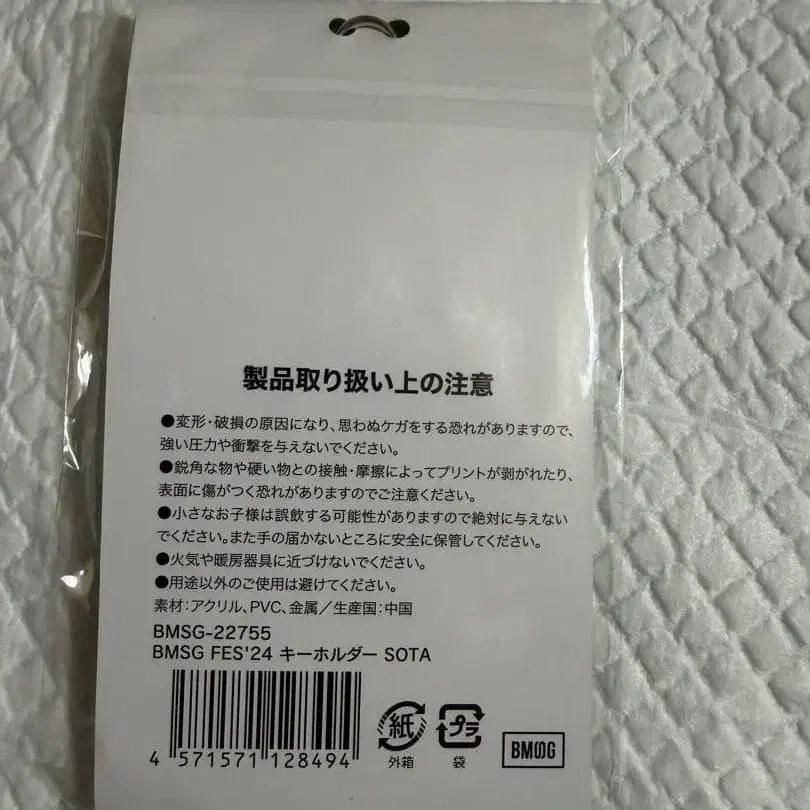 製品取り扱い上の注意
●変形・破損の原因になり、思わぬケガをする恐れがありますので、
強い圧力や衝撃を与えないでください。
●鋭角な物や硬い物との接触・摩擦によってプリントが剥がれたり、
表面に傷がつく恐れがありますのでご注意ください。
●小さなお子様は誤飲する可能性がありますので絶対に与えない
でください。また手の届かないところに安全に保管してください。
●火気や暖房器具に近づけないでください。
●用途以外のご使用は避けてください。
素材：アクリル、PVC、金属／生産国：中国
BMSG-22755
BMSG FES'24 キーホルダー SOTA
4 571571 128494
紙
外箱
プラ
袋
BMSG